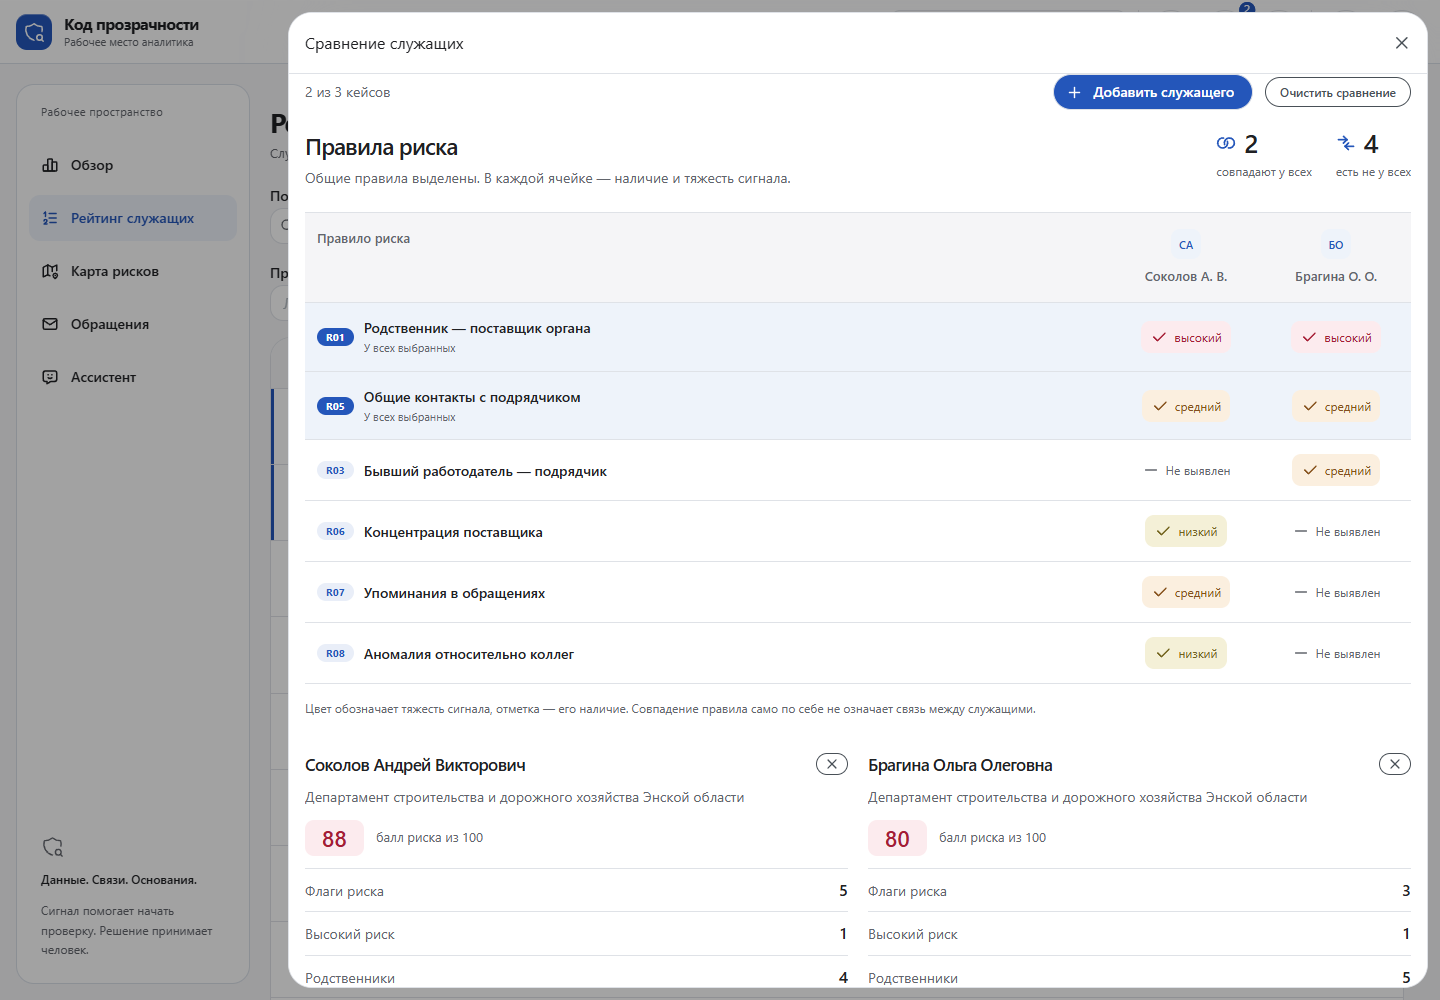 Код прозрачности
Рабочее место аналитика
2
Сравнение служащих
2 из 3 кейсов
Добавить служащего
Очистить сравнение
Рабочее пространство
Обзор
Рейтинг служащих
Карта рисков
Обращения
Ассистент
Данные. Связи. Основания.
Сигнал помогает начать
проверку. Решение принимает
человек.
Правила риска
Общие правила выделены. В каждой ячейке — наличие и тяжесть сигнала.
2
совпадают у всех
4
есть не у всех
Правило риска
СА
Соколов А. В.
БО
Брагина О. О.
R01 Родственник — поставщик органа
У всех выбранных
высокий
высокий
R05 Общие контакты с подрядчиком
У всех выбранных
средний
средний
R03 Бывший работодатель — подрядчик
— Не выявлен
средний
R06 Концентрация поставщика
низкий
— Не выявлен
R07 Упоминания в обращениях
средний
— Не выявлен
R08 Аномалия относительно коллег
низкий
— Не выявлен
Цвет обозначает тяжесть сигнала, отметка — его наличие. Совпадение правила само по себе не означает связь между служащими.
Соколов Андрей Викторович
Департамент строительства и дорожного хозяйства Энской области
88 балл риска из 100
Флаги риска 5
Высокий риск 1
Родственники 4
Брагина Ольга Олеговна
Департамент строительства и дорожного хозяйства Энской области
80 балл риска из 100
Флаги риска 3
Высокий риск 1
Родственники 5